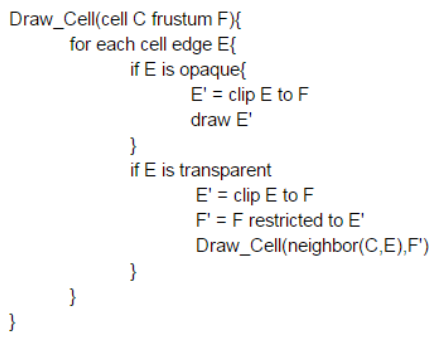 Draw_Cell(cell C frustum F){
for each cell edge E{
if E is opaque{
E' = clip E to F
draw E'
}
if E is transparent
E' = clip E to F
F' = F restricted to E'
Draw_Cell(neighbor(C,E),F')
}
}
}